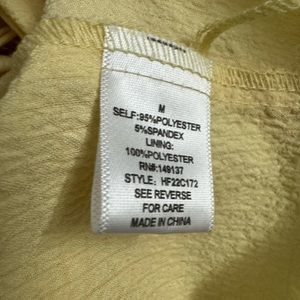 M
SELF:95%POLYESTER
5%SPANDEX
LINING:
100%POLYESTER
RN#:149137
STYLE: HF22C172
SEE REVERSE
FOR CARE
MADE IN CHINA